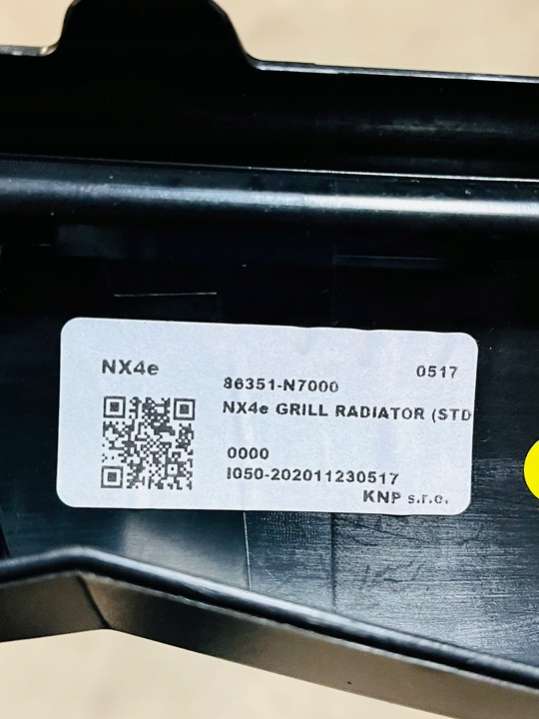 NX4e
0517
86351-N7000
NX4e GRILL RADIATOR (STD
0000
I050-202011230517
KNP s.r.o.